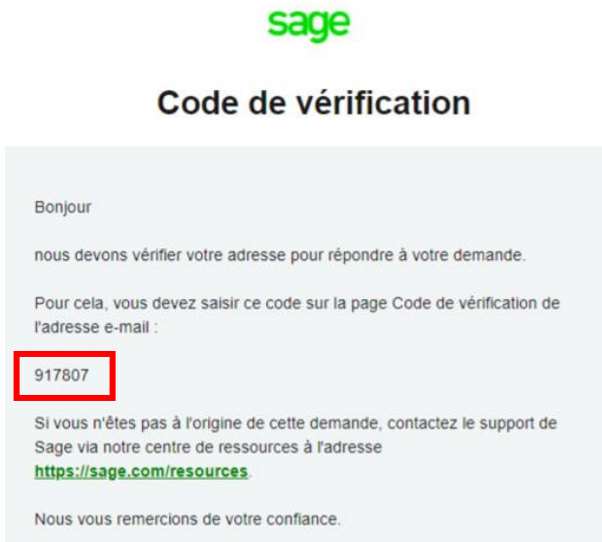 sage
Code de vérification
Bonjour
nous devons vérifier votre adresse pour répondre à votre demande.
Pour cela, vous devez saisir ce code sur la page Code de vérification de
l'adresse e-mail :
917807
Si vous n'êtes pas à l'origine de cette demande, contactez le support de
Sage via notre centre de ressources à l'adresse
https://sage.com/resources.
Nous vous remercions de votre confiance.